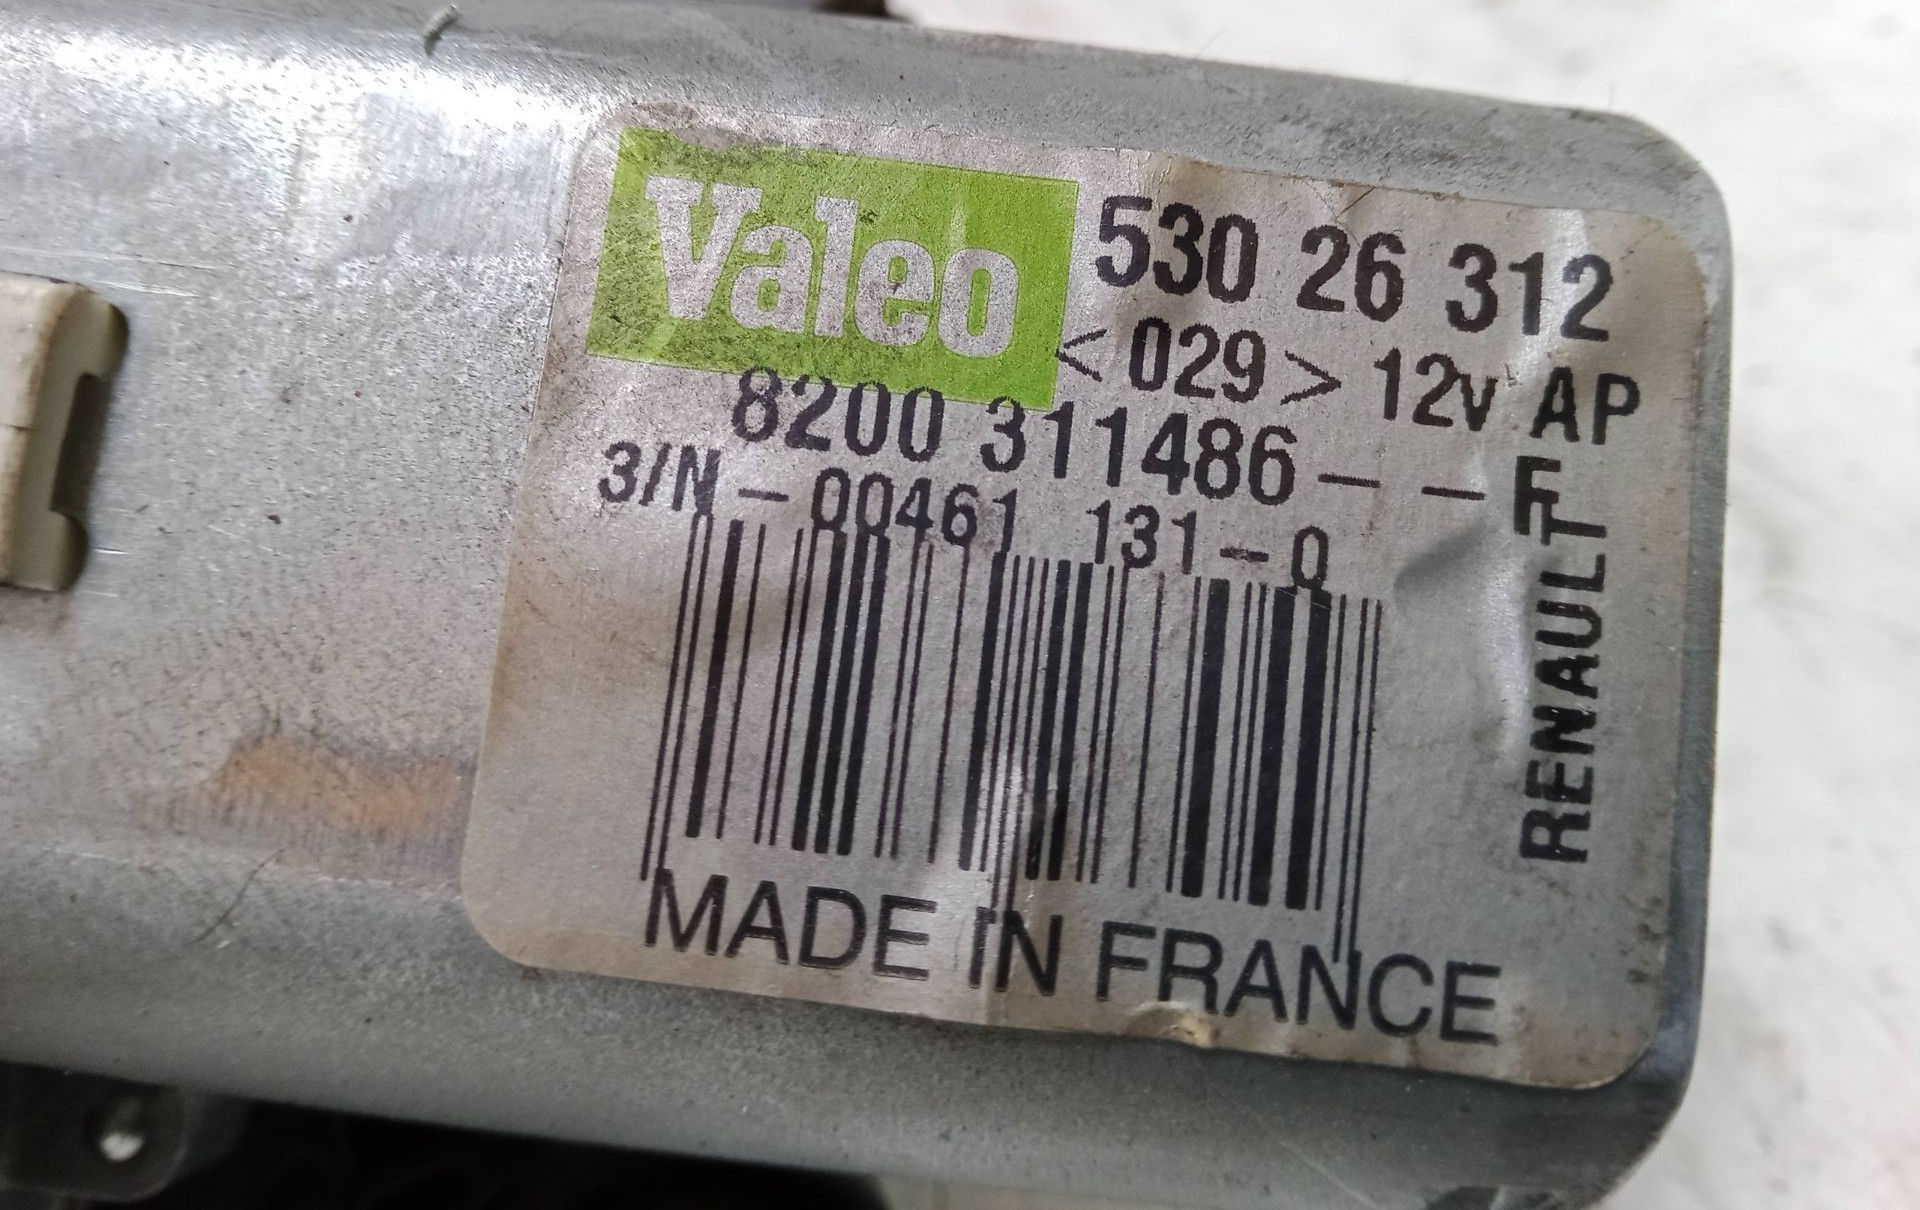 Valeo 530 26 312
<029> 12V AP
8200 311486--F
3/N-00461 131-0
RENAULT
MADE IN FRANCE